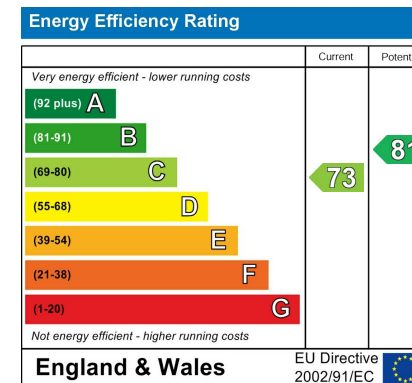 Energy Efficiency Rating
Current Potent
Very energy efficient - lower running costs
(92 plus) A
(81-91) B
(69-80) C
(55-68) D
(39-54) E
(21-38) F
(1-20) G
73
81
Not energy efficient - higher running costs
England & Wales
EU Directive
2002/91/EC